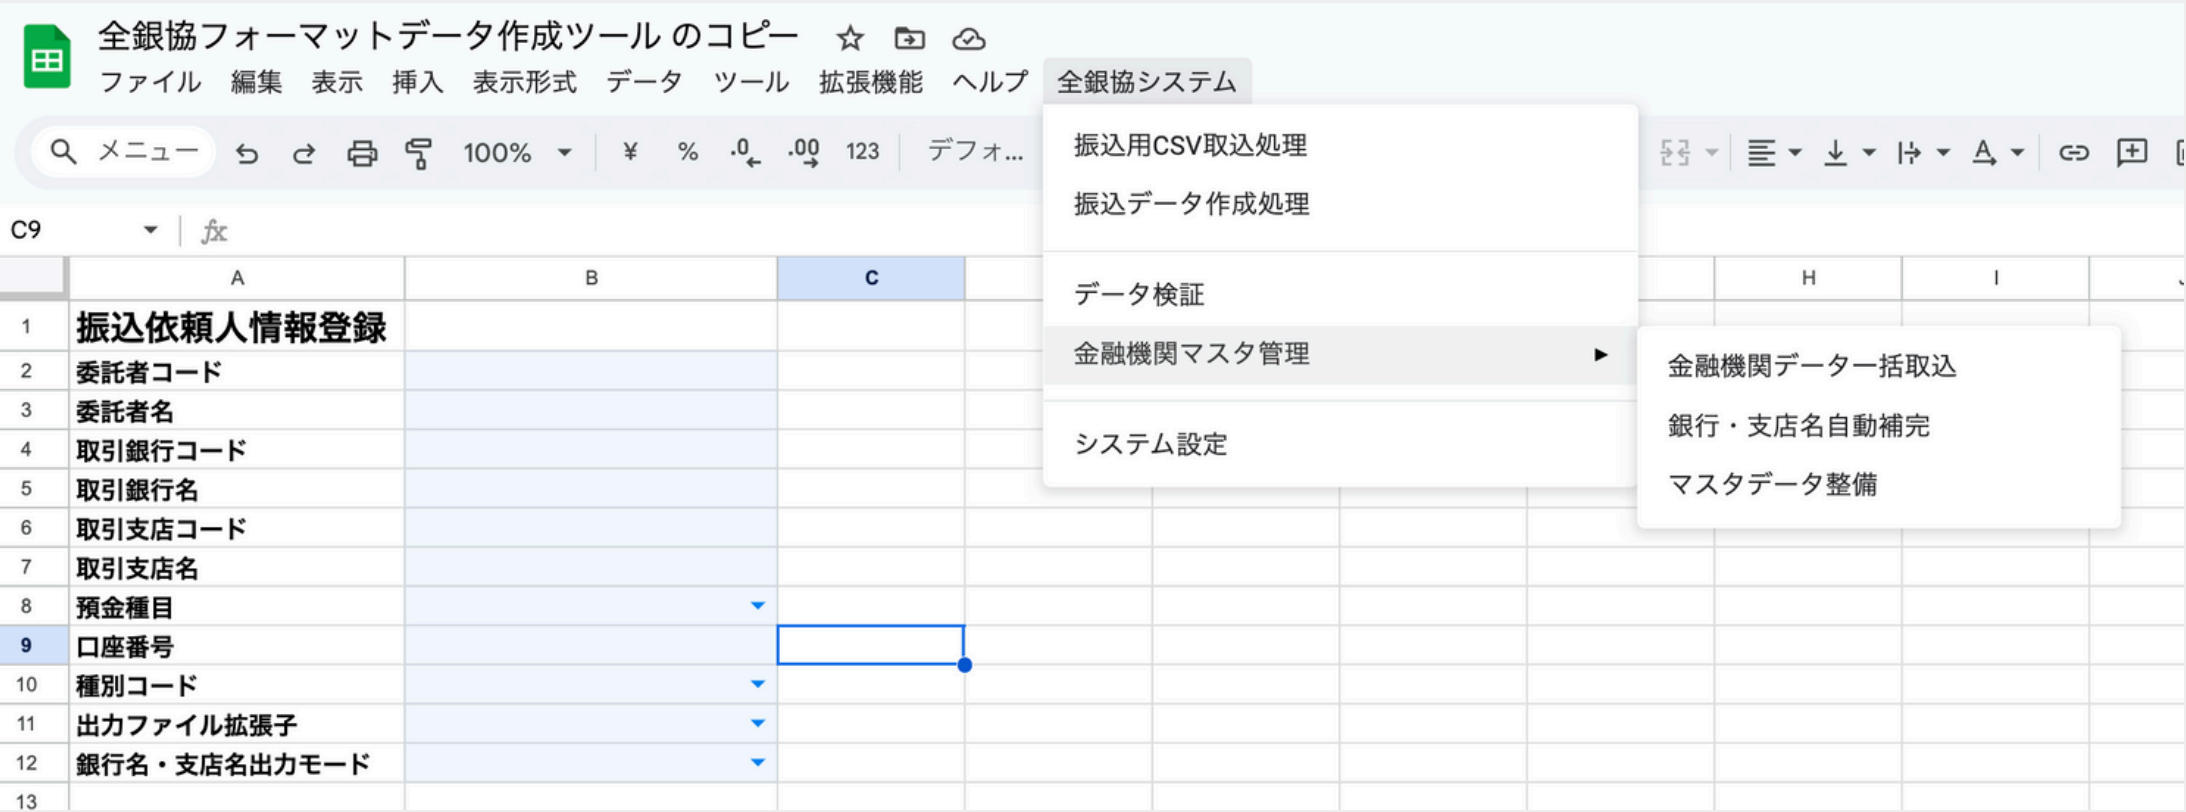 全銀協フォーマットデータ作成ツール のコピー
ファイル 編集 表示 挿入 表示形式 データ ツール 拡張機能 ヘルプ 全銀協システム
メニュー 100% ¥ % .0 .00 123 デフォ...
振込用CSV取込処理
振込データ作成処理
データ検証
金融機関マスタ管理
システム設定
金融機関データ一括取込
銀行・支店名自動補完
マスタデータ整備
C9 fx
A B C H I
1 振込依頼人情報登録
2 委託者コード
3 委託者名
4 取引銀行コード
5 取引銀行名
6 取引支店コード
7 取引支店名
8 預金種目
9 口座番号
10 種別コード
11 出力ファイル拡張子
12 銀行名・支店名出力モード
13